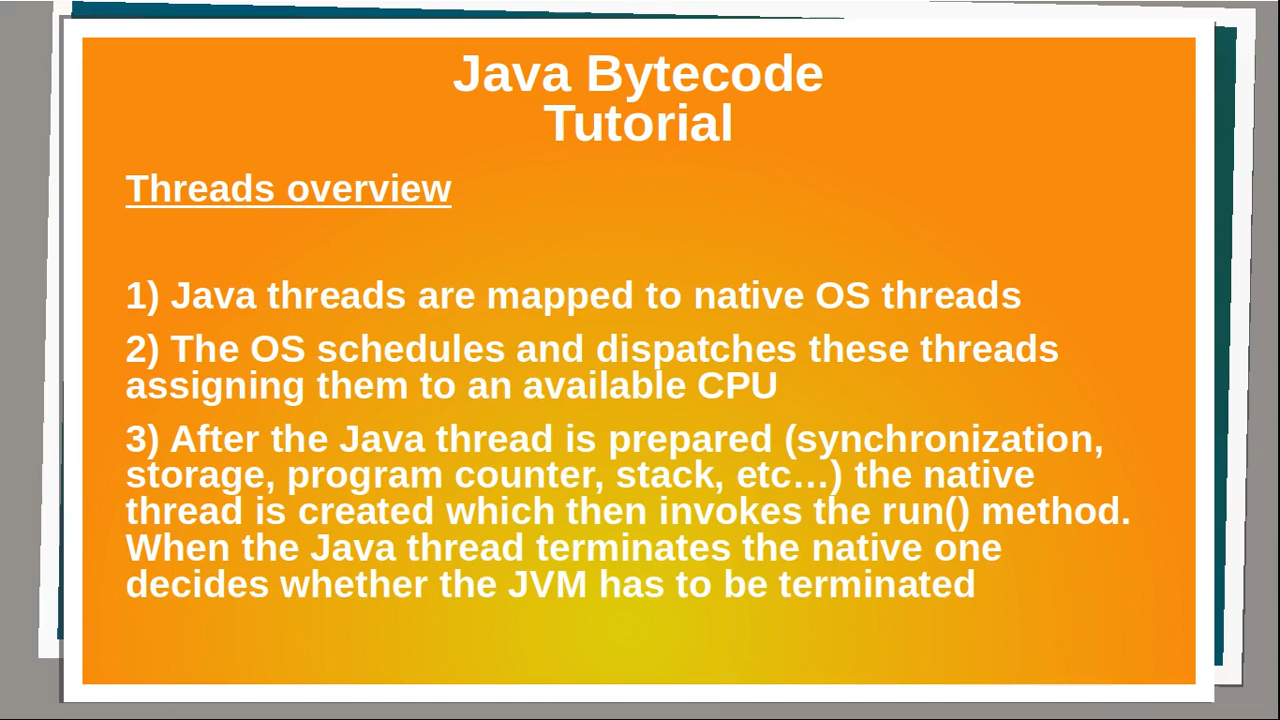 Java Bytecode
Tutorial
Threads overview
1) Java threads are mapped to native OS threads
2) The OS schedules and dispatches these threads
assigning them to an available CPU
3) After the Java thread is prepared (synchronization,
storage, program counter, stack, etc…) the native
thread is created which then invokes the run() method.
When the Java thread terminates the native one
decides whether the JVM has to be terminated